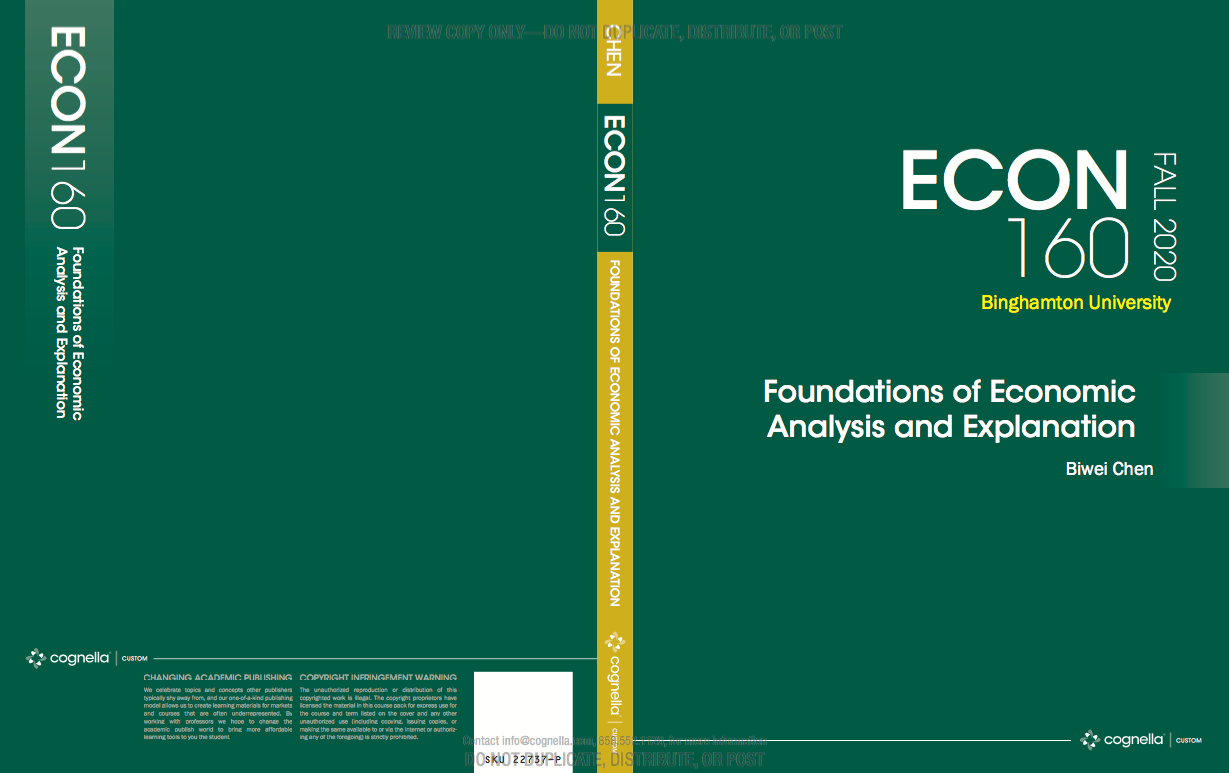 REVIEW COPY ONLY—DO NOT DUPLICATE, DISTRIBUTE, OR POST
ECON160
Foundations of Economic
Analysis and Explanation
cognella | CUSTOM
CHANGING ACADEMIC PUBLISHING
We celebrate topics and concepts other publishers
typically shy away from, and our one-of-a-kind publishing
model allows us to create learning materials for markets
and courses that are often underrepresented. By
working with professors we hope to change the
academic publish world to bring more affordable
learning tools to you the student.
COPYRIGHT INFRINGEMENT WARNING
The unauthorized reproduction or distribution of this
copyrighted work is illegal. The copyright proprietors have
licensed the material in this course pack for express use for
the course and term listed on the cover and any other
unauthorized use (including copying, issuing copies, or
making the same available to or via the internet or authoriz-
ing any of the foregoing) is strictly prohibited.
SKU 22737-P
CHEN
ECON160
FOUNDATIONS OF ECONOMIC ANALYSIS AND EXPLANATION
cognella | CUSTOM
ECON
160
FALL 2020
Binghamton University
Foundations of Economic
Analysis and Explanation
Biwei Chen
cognella | CUSTOM
Contact info@cognella.com, for more information
DO NOT DUPLICATE, DISTRIBUTE, OR POST